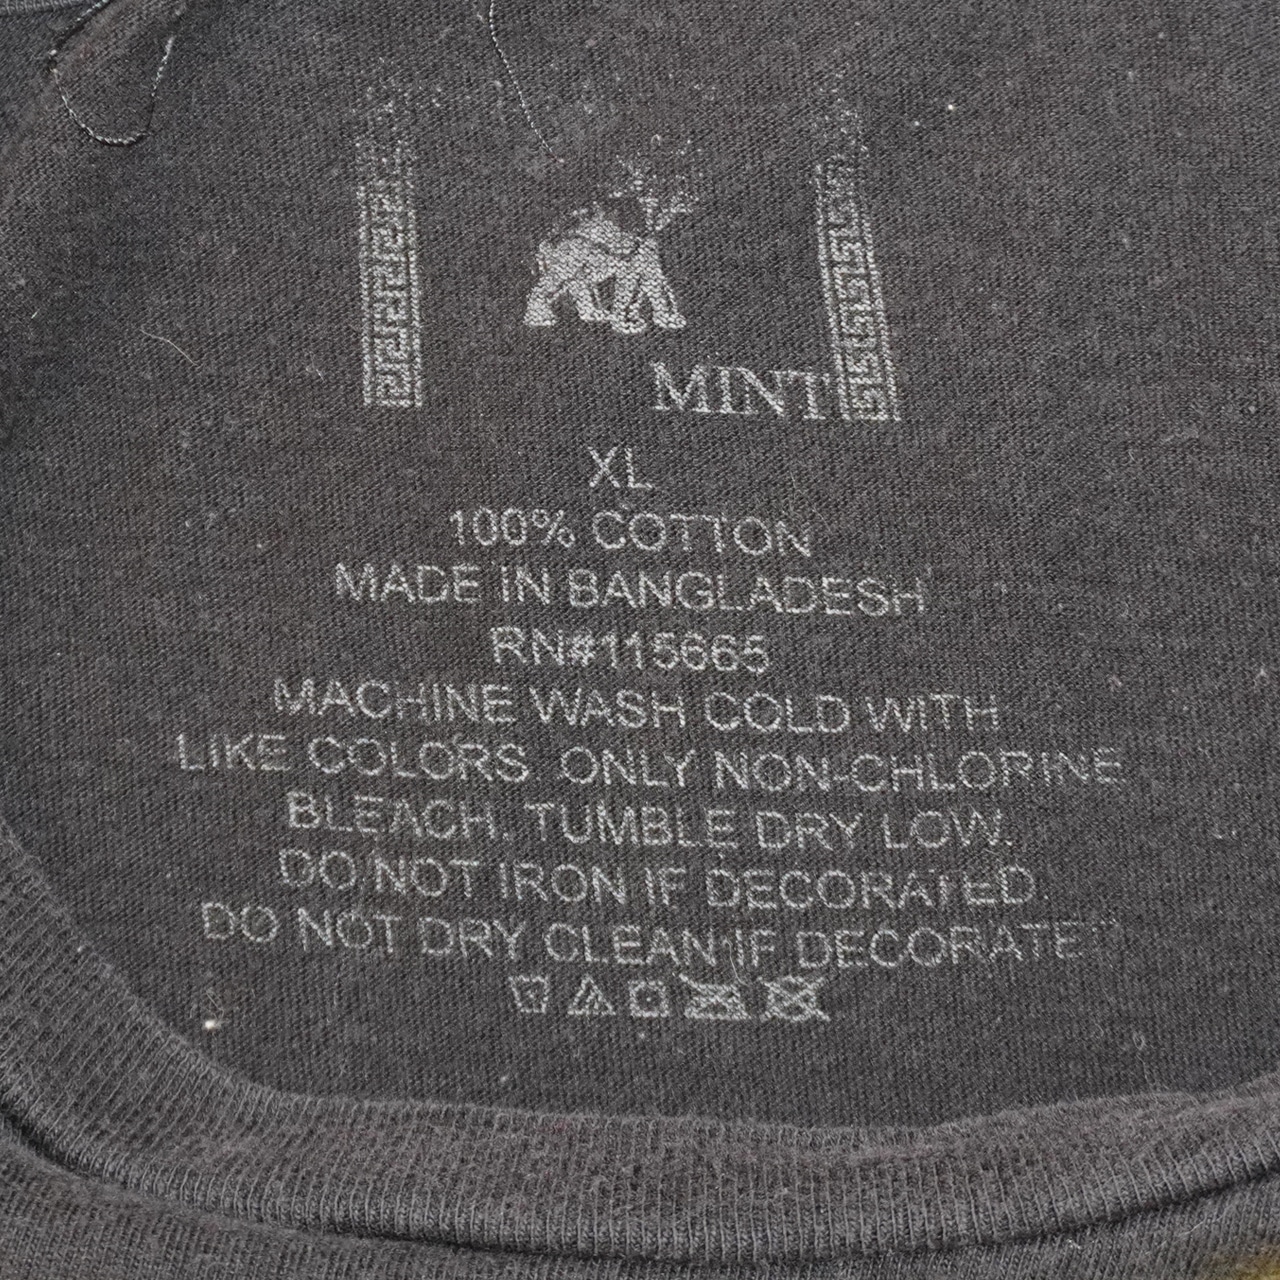 MINT
XL
100% COTTON
MADE IN BANGLADESH
RN#115665
MACHINE WASH COLD WITH
LIKE COLORS. ONLY NON-CHLORINE
BLEACH. TUMBLE DRY LOW.
DO NOT IRON IF DECORATED.
DO NOT DRY CLEAN IF DECORATE